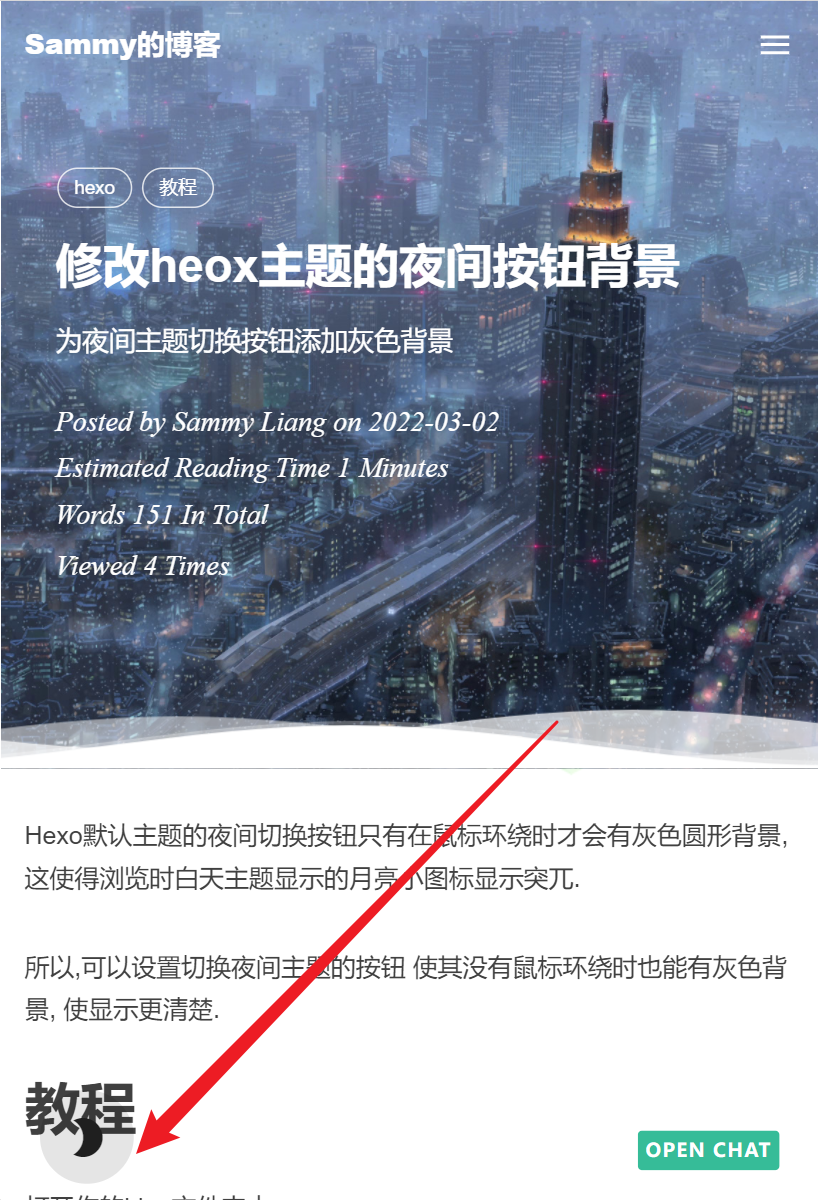 Sammy的博客
hexo 教程
修改heox主题的夜间按钮背景
为夜间主题切换按钮添加灰色背景
Posted by Sammy Liang on 2022-03-02
Estimated Reading Time 1 Minutes
Words 151 In Total
Viewed 4 Times
Hexo默认主题的夜间切换按钮只有在鼠标环绕时才会有灰色圆形背景,
这使得浏览时白天主题显示的月亮小图标显示突兀.
所以,可以设置切换夜间主题的按钮 使其没有鼠标环绕时也能有灰色背
景, 使显示更清楚.
教程
OPEN CHAT